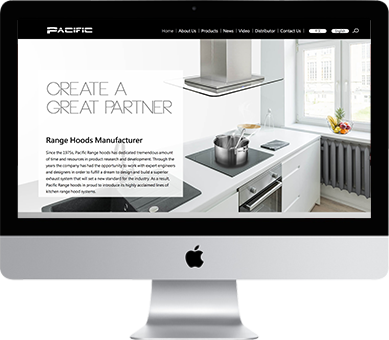 PACIFIC
Home | About Us | Products | News | Video | Distributor | Contact Us |
English
CREATE A
GREAT PARTNER
Range Hoods Manufacturer
Since the 1975s, Pacific Range hoods has dedicated tremendous amount
of time and resources in product research and development. Through the
years the company has had the opportunity to work with expert engineers
and designers in order to fulfill a dream to design and build a superior
exhaust system that will set a new standard for the industry. As a result,
Pacific Range Hoods in proud to introduce its highly acclaimed lines of
kitchen range hood systems.